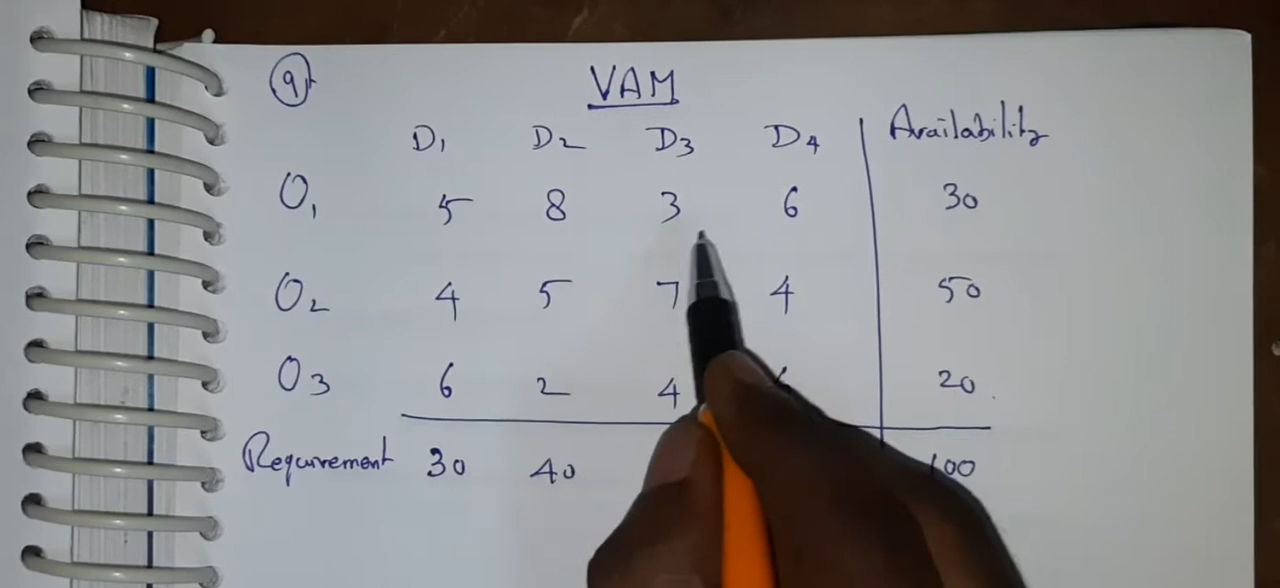 9) VAM
D1 D2 D3 D4 Availability
O1 5 8 3 6 30
O2 4 5 7 4 50
O3 6 2 4 20
Requirement 30 40 100